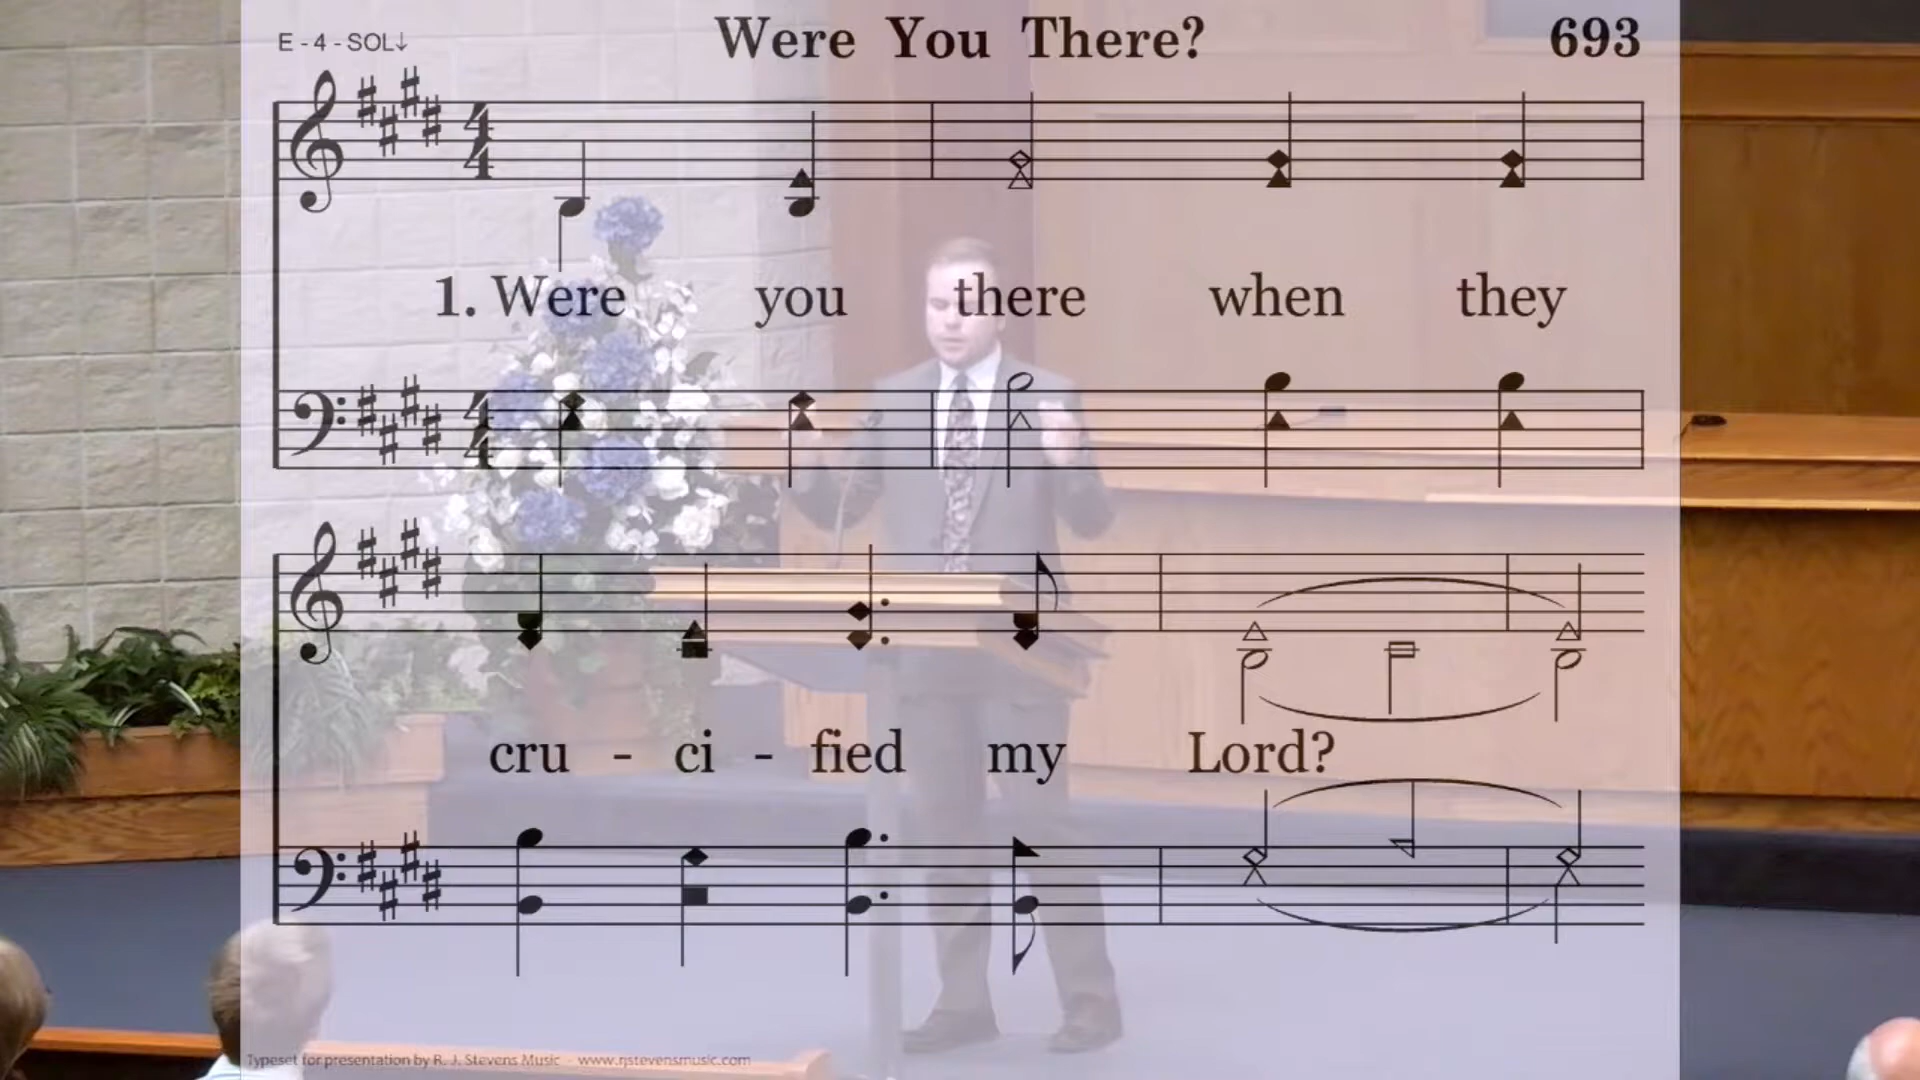 E - 4 - SOL↓
Were You There?
693
1. Were you there when they
cru - ci - fied my Lord?
Typeset for presentation by R. J. Stevens Music - www.rjstevensmusic.com